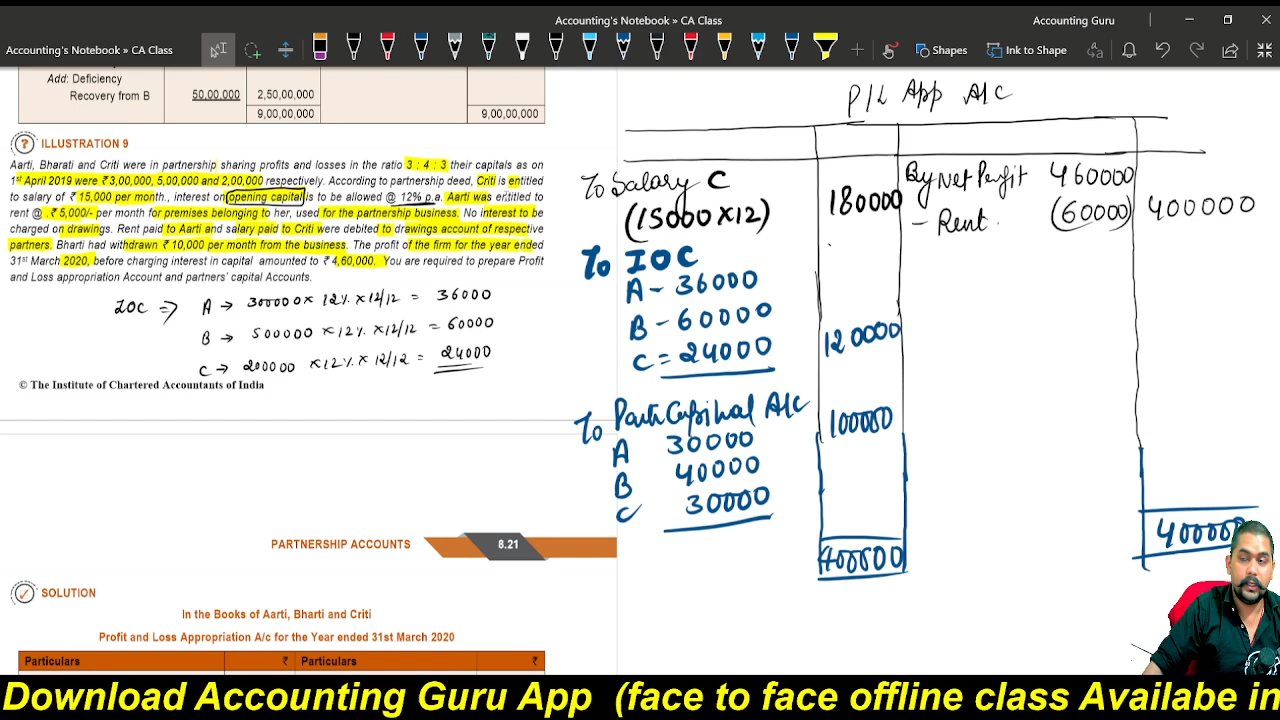 Accounting's Notebook » CA Class
Accounting Guru
Accounting's Notebook » CA Class
Shapes
Ink to Shape
Add: Deficiency
Recovery from B 50,00,000 2,50,00,000
9,00,00,000 9,00,00,000
? ILLUSTRATION 9
Aarti, Bharati and Criti were in partnership sharing profits and losses in the ratio 3 : 4 : 3 their capitals as on
1st April 2019 were ₹ 3,00,000, 5,00,000 and 2,00,000 respectively. According to partnership deed, Criti is entitled
to salary of ₹ 15,000 per month., interest on opening capital is to be allowed @ 12% p.a. Aarti was entitled to
rent @ . ₹ 5,000/- per month for premises belonging to her, used for the partnership business. No interest to be
charged on drawings. Rent paid to Aarti and salary paid to Criti were debited to drawings account of respective
partners. Bharti had withdrawn ₹ 10,000 per month from the business. The profit of the firm for the year ended
31st March 2020, before charging interest in capital amounted to ₹ 4,60,000. You are required to prepare Profit
and Loss appropriation Account and partners' capital Accounts.
IOC ⇒ A → 300000 × 12% × 12/12 = 36000
B → 500000 × 12% × 12/12 = 60000
C → 200000 × 12% × 12/12 = 24000
© The Institute of Chartered Accountants of India
PARTNERSHIP ACCOUNTS 8.21
SOLUTION
In the Books of Aarti, Bharti and Criti
Profit and Loss Appropriation A/c for the Year ended 31st March 2020
Particulars ₹ Particulars ₹
P/L App A/C
To Salary C 180000 By Net Profit 460000
(15000×12) - Rent. (60000) 400000
To IOC
A - 36000
B - 60000
C = 24000 120000
To Part Capital A/C 100000
A 30000
B 40000
C 30000
400000 400000
Download Accounting Guru App (face to face offline class Availabe in